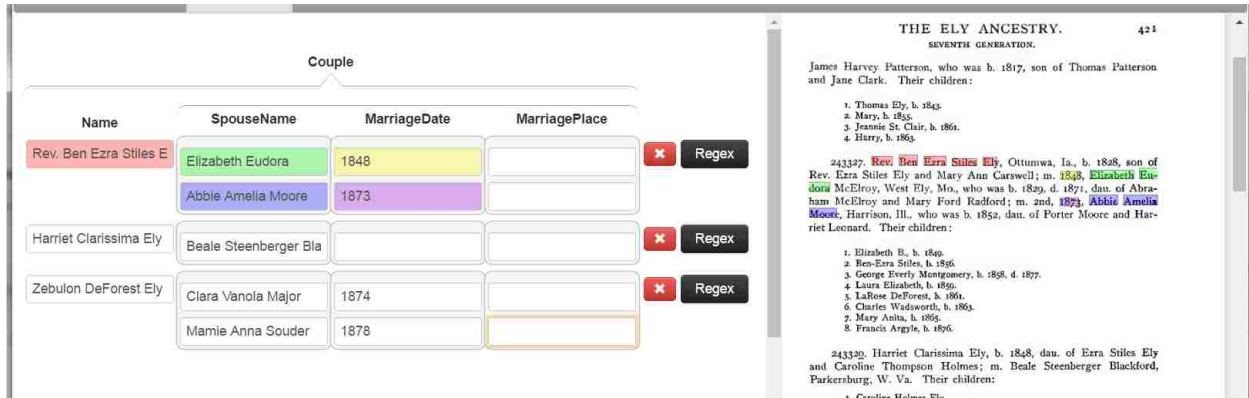 Couple
Name
SpouseName
MarriageDate
MarriagePlace
Rev. Ben Ezra Stiles E
Elizabeth Eudora
1848
Regex
Abbie Amelia Moore
1873
Harriet Clarissima Ely
Beale Steenberger Bla
Regex
Zebulon DeForest Ely
Clara Vanola Major
1874
Regex
Mamie Anna Souder
1878
THE ELY ANCESTRY. 421
SEVENTH GENERATION.
James Harvey Patterson, who was b. 1817, son of Thomas Patterson
and Jane Clark. Their children:
1. Thomas Ely, b. 1843.
2. Mary, b. 1855.
3. Jeannie St. Clair, b. 1861.
4. Harry, b. 1863.
243327. Rev. Ben Ezra Stiles Ely, Ottumwa, Ia., b. 1828, son of
Rev. Ezra Stiles Ely and Mary Ann Carswell; m. 1848, Elizabeth Eu-
dora McElroy, West Ely, Mo., who was b. 1829, d. 1871, dau. of Abra-
ham McElroy and Mary Ford Radford; m. 2nd, 1873, Abbie Amelia
Moore, Harrison, Ill., who was b. 1852, dau. of Porter Moore and Har-
riet Leonard. Their children:
1. Elizabeth B., b. 1849.
2. Ben-Ezra Stiles, b. 1856.
3. George Everly Montgomery, b. 1858, d. 1877.
4. Laura Elizabeth, b. 1859.
5. LaRose DeForest, b. 1861.
6. Charles Wadsworth, b. 1863.
7. Mary Anita, b. 1865.
8. Francis Argyle, b. 1876.
243329. Harriet Clarissima Ely, b. 1848, dau. of Ezra Stiles Ely
and Caroline Thompson Holmes; m. Beale Steenberger Blackford,
Parkersburg, W. Va. Their children:
1. Caroline Holmes Ely